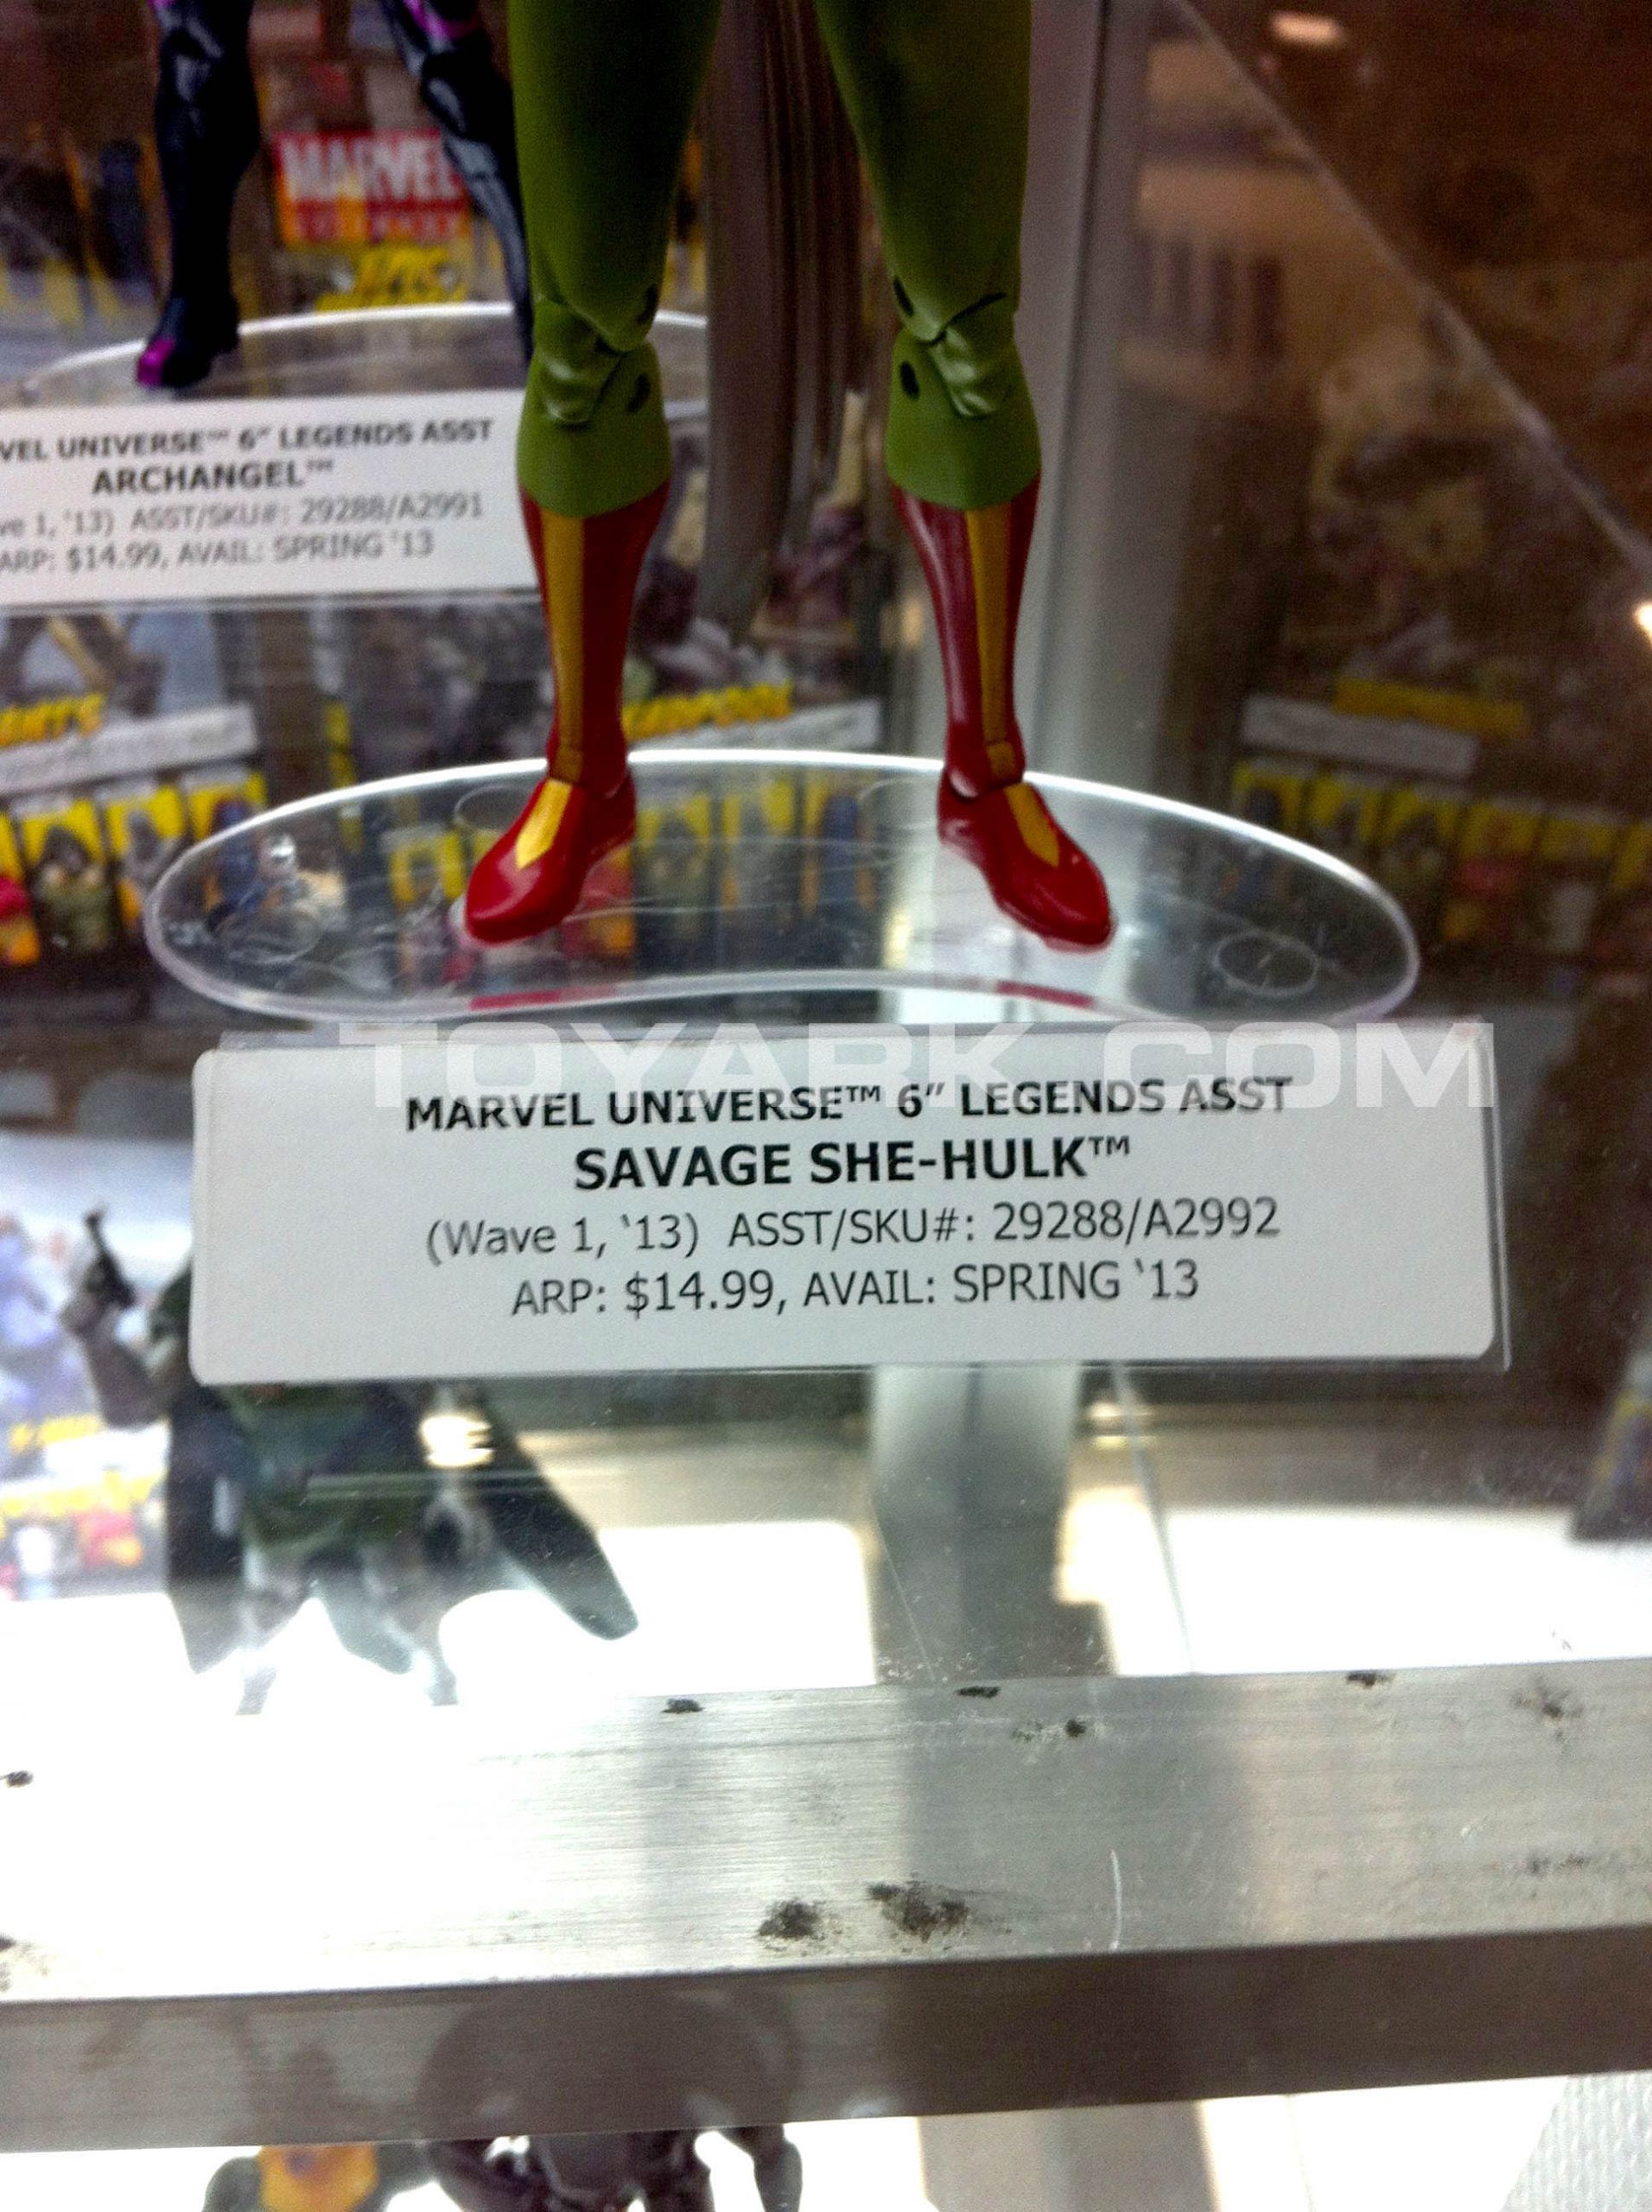 MARVEL
VEL UNIVERSE™ 6" LEGENDS ASST
ARCHANGEL™
ve 1, '13) ASST/SKU#: 29288/A2991
ARP: $14.99, AVAIL: SPRING '13
TOYARK.COM
MARVEL UNIVERSE™ 6" LEGENDS ASST
SAVAGE SHE-HULK™
(Wave 1, '13) ASST/SKU#: 29288/A2992
ARP: $14.99, AVAIL: SPRING '13